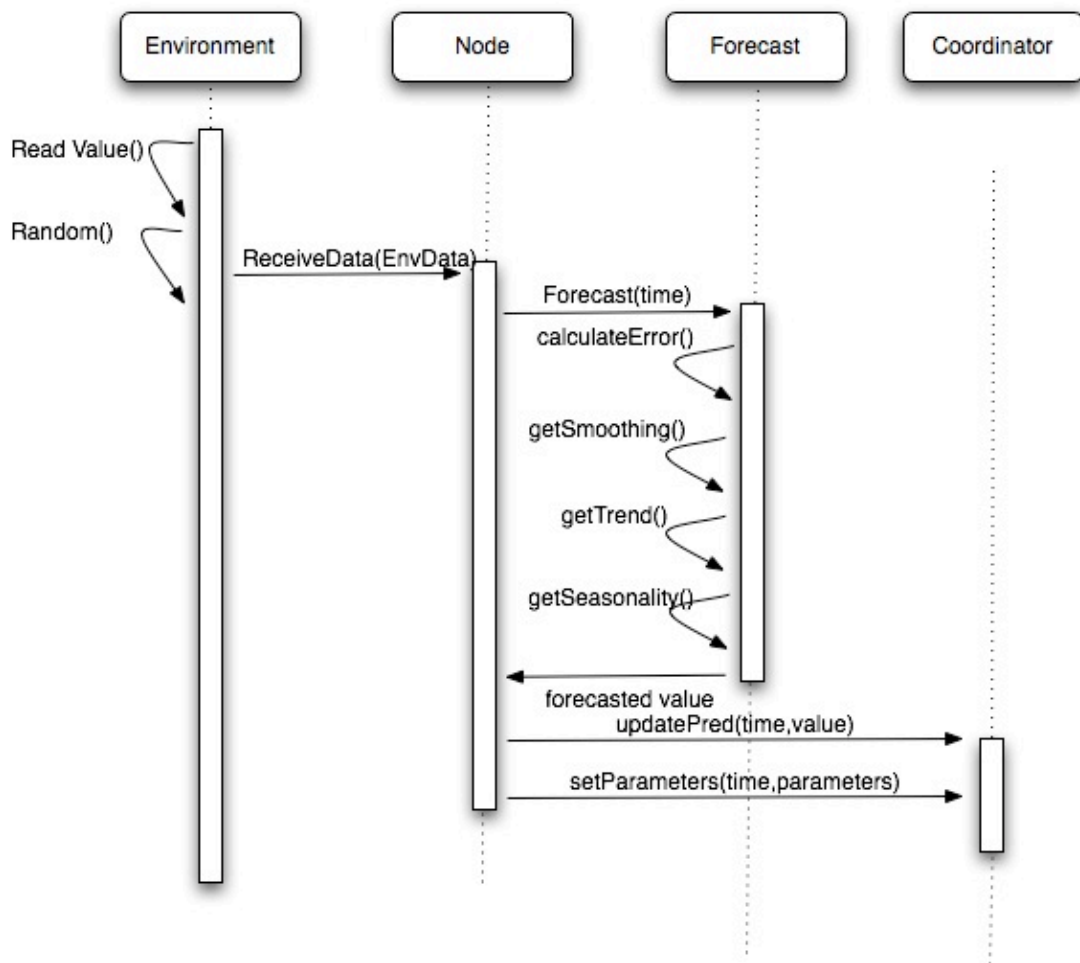 Environment
Node
Forecast
Coordinator
Read Value()
Random()
ReceiveData(EnvData)
Forecast(time)
calculateError()
getSmoothing()
getTrend()
getSeasonality()
forecasted value
updatePred(time,value)
setParameters(time,parameters)